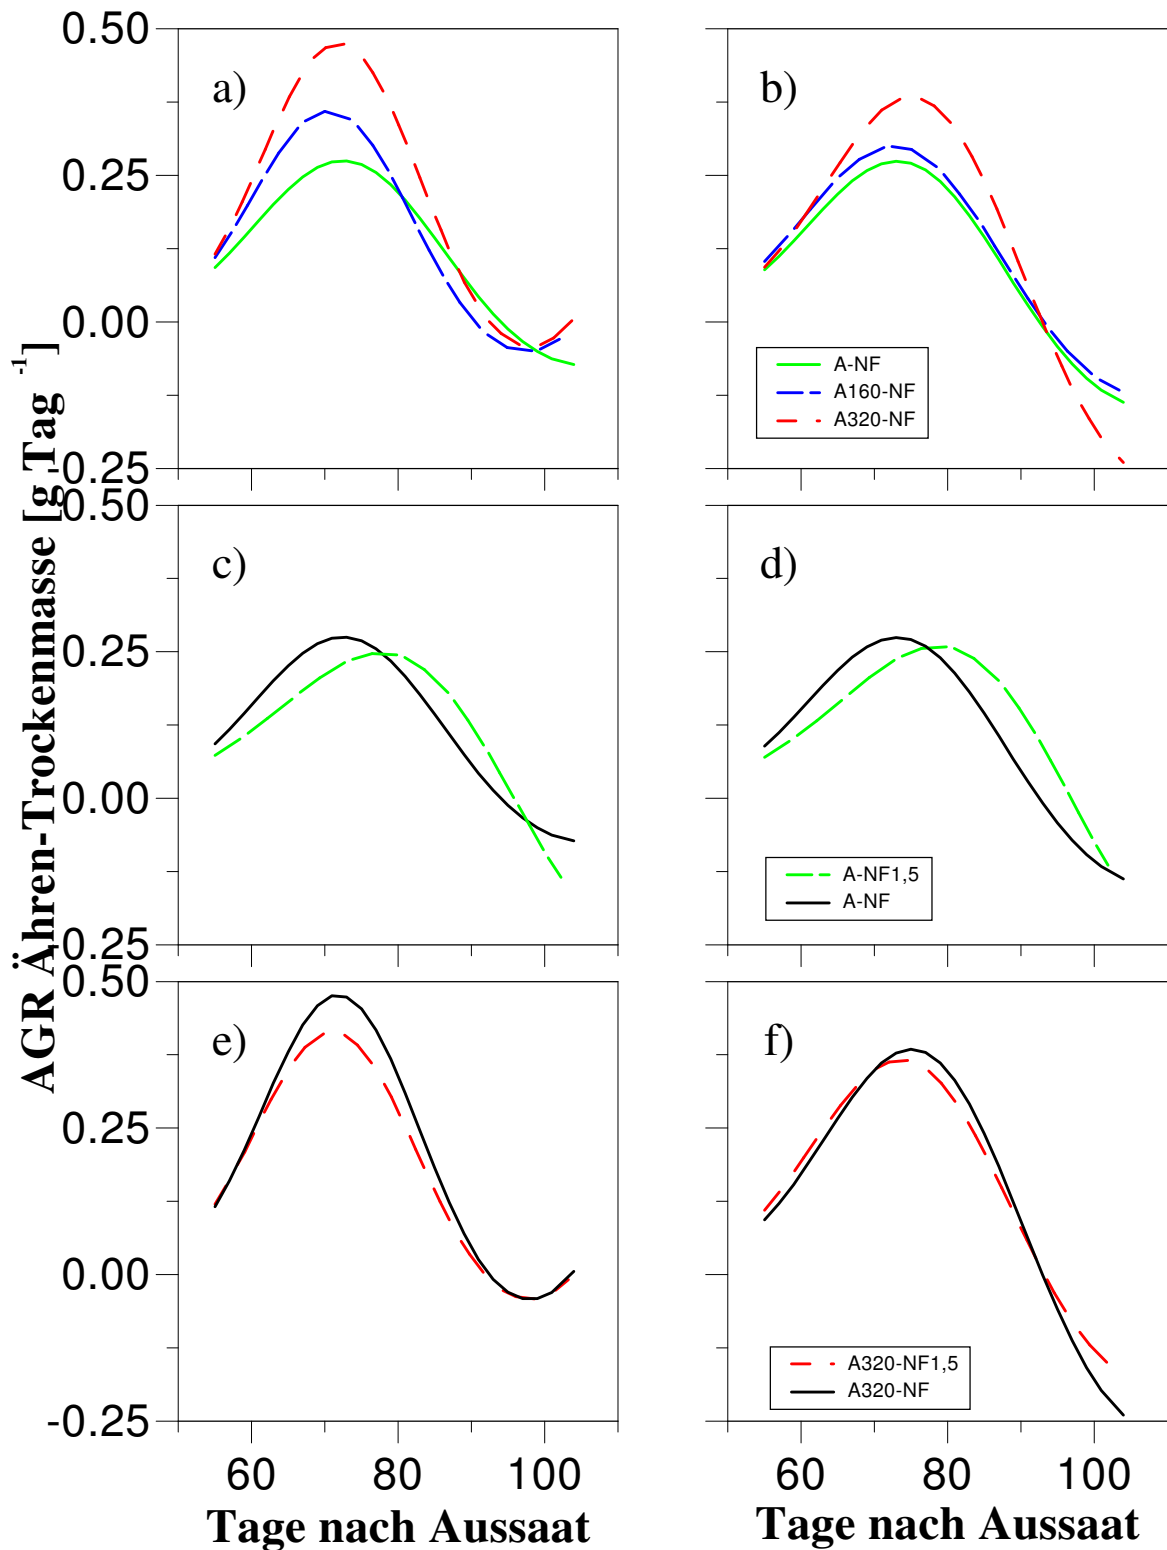 AGR Ähren-Trockenmasse [g Tag -1]
0.50
0.25
0.00
-0.25
a)
b)
A-NF
A160-NF
A320-NF
0.50
0.25
0.00
-0.25
c)
d)
A-NF1,5
A-NF
0.50
0.25
0.00
-0.25
e)
f)
A320-NF1,5
A320-NF
60 80 100 60 80 100
Tage nach Aussaat Tage nach Aussaat